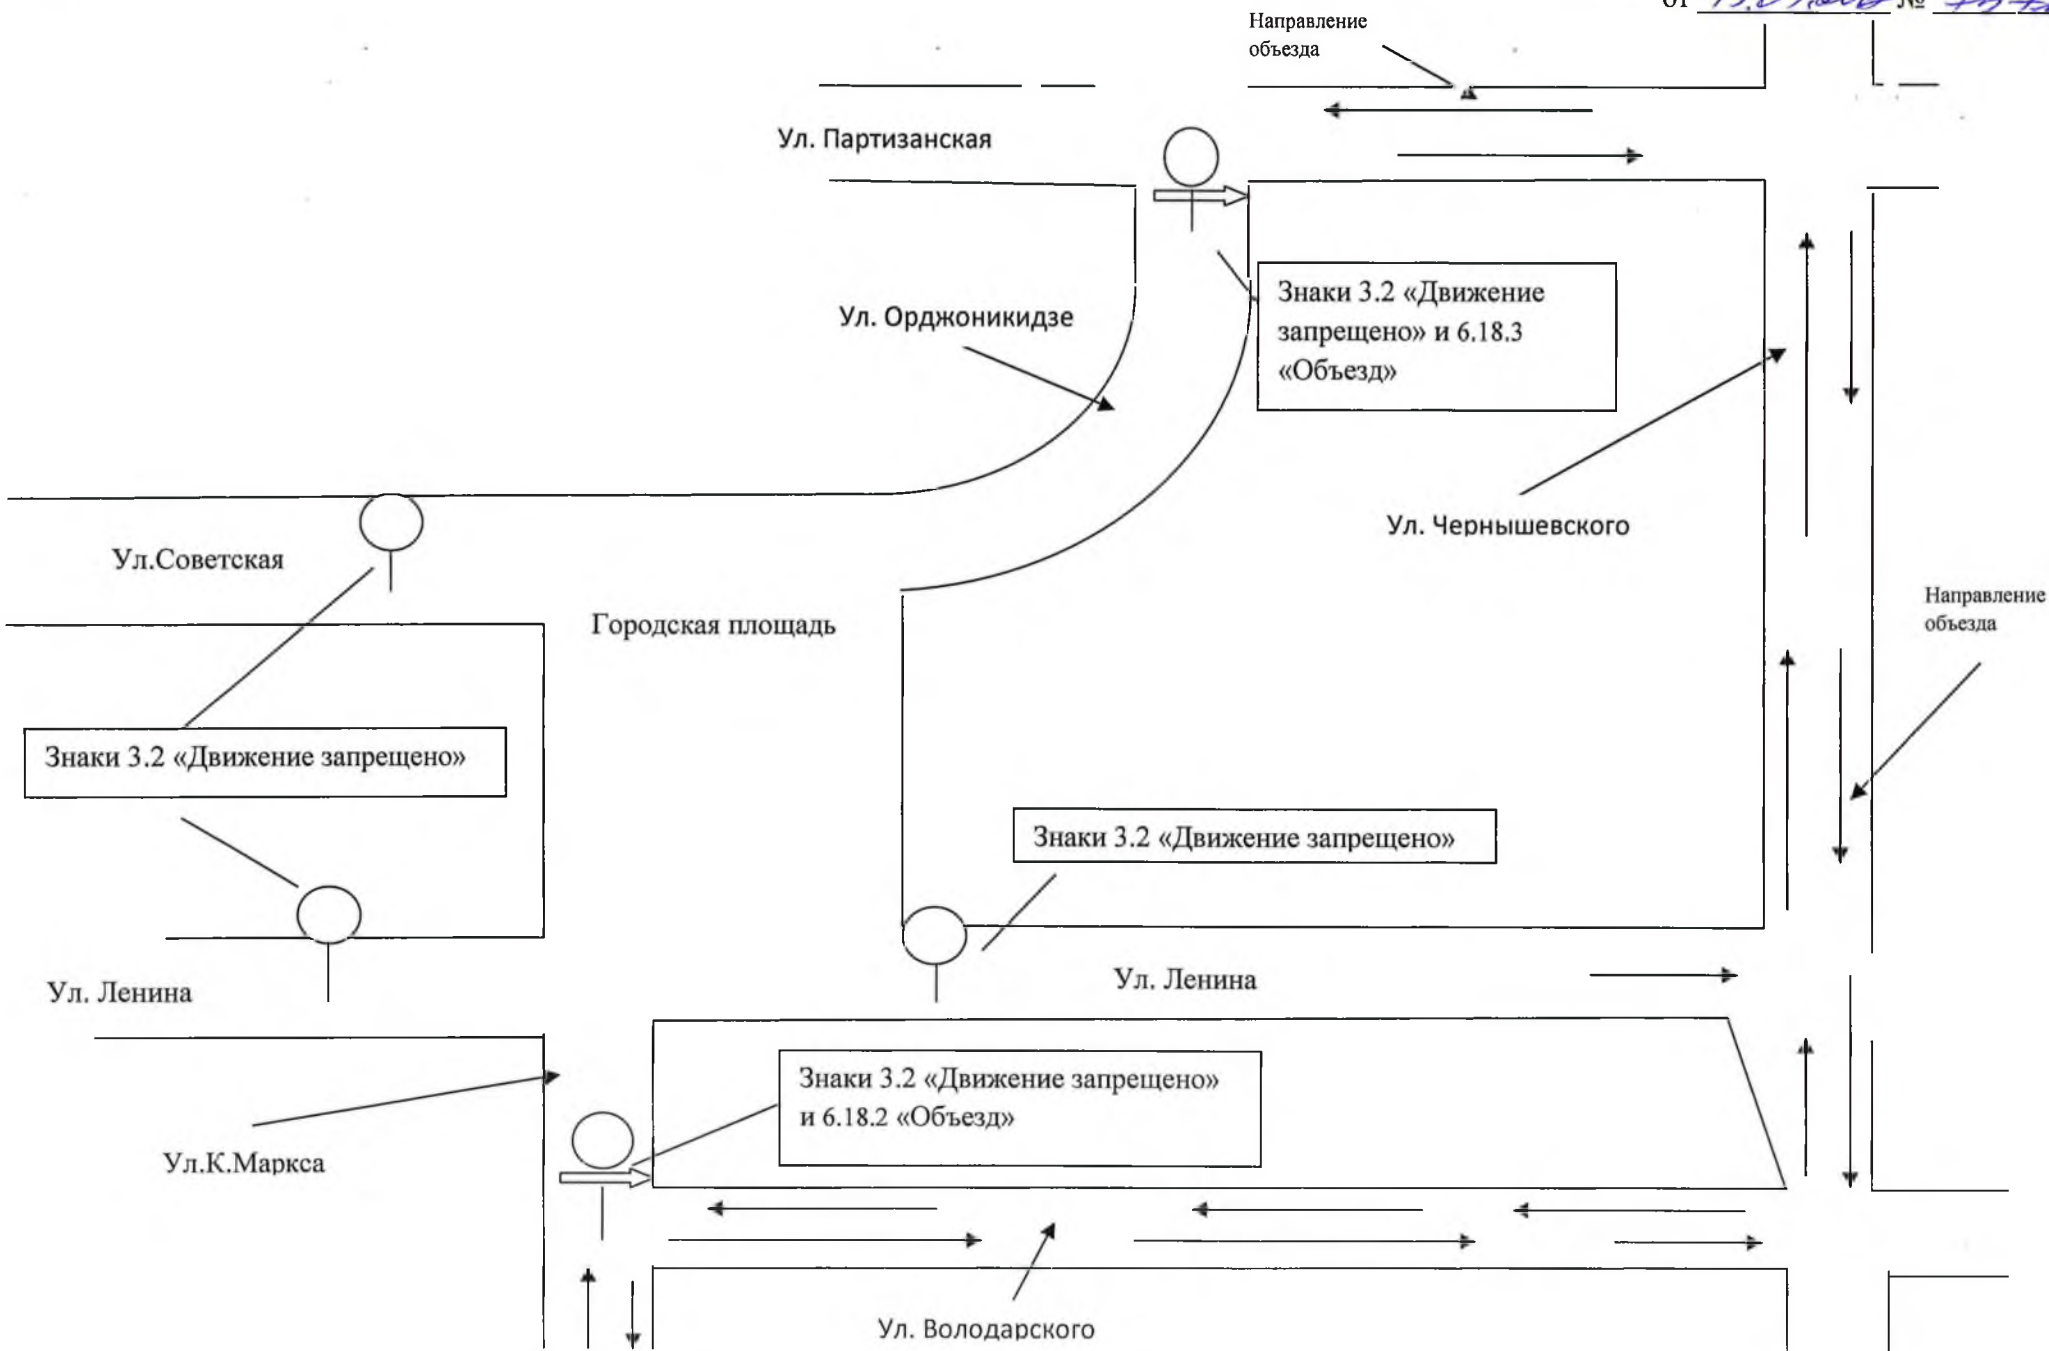 от № 
Направление
объезда
Ул. Партизанская
Знаки 3.2 «Движение
запрещено» и 6.18.3
«Объезд»
Ул. Орджоникидзе
Ул. Чернышевского
Ул.Советская
Направление
объезда
Городская площадь
Знаки 3.2 «Движение запрещено»
Знаки 3.2 «Движение запрещено»
Ул. Ленина
Ул. Ленина
Знаки 3.2 «Движение запрещено»
и 6.18.2 «Объезд»
Ул.К.Маркса
Ул. Володарского